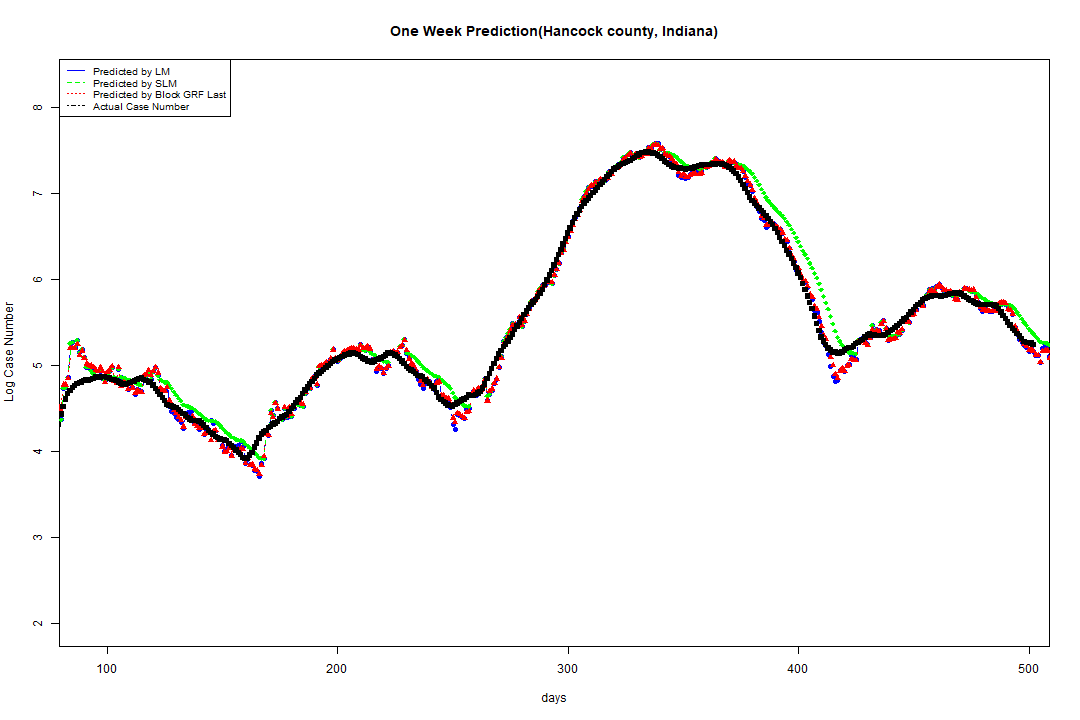 One Week Prediction(Hancock county, Indiana)
Predicted by LM
Predicted by SLM
Predicted by Block GRF Last
Actual Case Number
8
7
6
5
4
3
2
Log Case Number
100 200 300 400 500
days